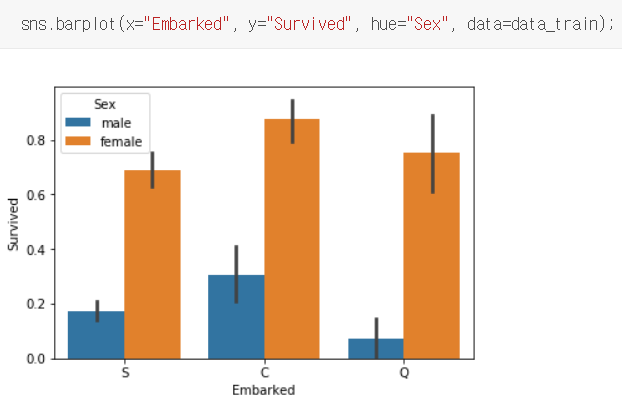 sns.barplot(x="Embarked", y="Survived", hue="Sex", data=data_train);
Sex
male
female
0.8
0.6
0.4
0.2
0.0
Survived
S C Q
Embarked